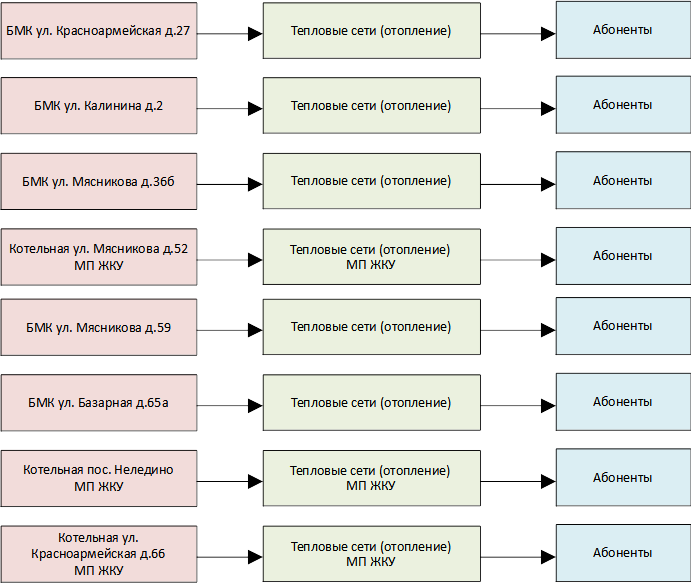 БМК ул. Красноармейская д.27
Тепловые сети (отопление)
Абоненты
БМК ул. Калинина д.2
Тепловые сети (отопление)
Абоненты
БМК ул. Мясникова д.36б
Тепловые сети (отопление)
Абоненты
Котельная ул. Мясникова д.52
МП ЖКУ
Тепловые сети (отопление)
МП ЖКУ
Абоненты
БМК ул. Мясникова д.59
Тепловые сети (отопление)
Абоненты
БМК ул. Базарная д.65а
Тепловые сети (отопление)
Абоненты
Котельная пос. Неледино
МП ЖКУ
Тепловые сети (отопление)
МП ЖКУ
Абоненты
Котельная ул.
Красноармейская д.66
МП ЖКУ
Тепловые сети (отопление)
МП ЖКУ
Абоненты